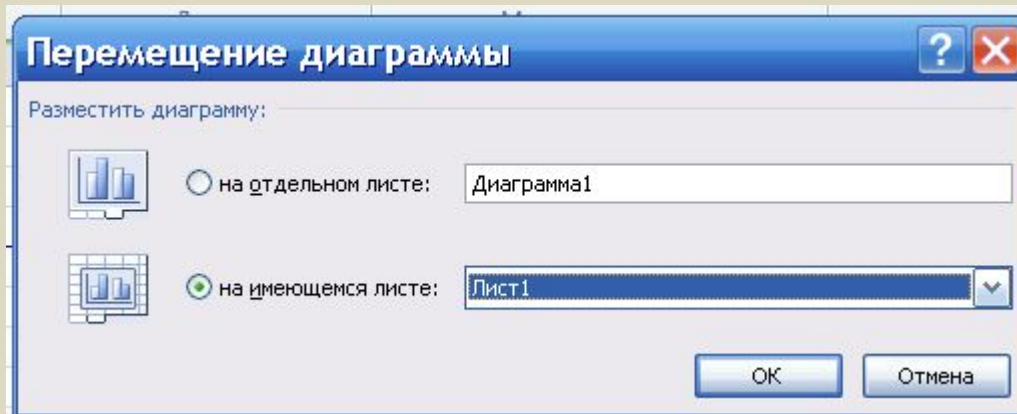 Перемещение диаграммы
Разместить диаграмму:
на отдельном листе: Диаграмма1
на имеющемся листе: Лист1
ОК Отмена